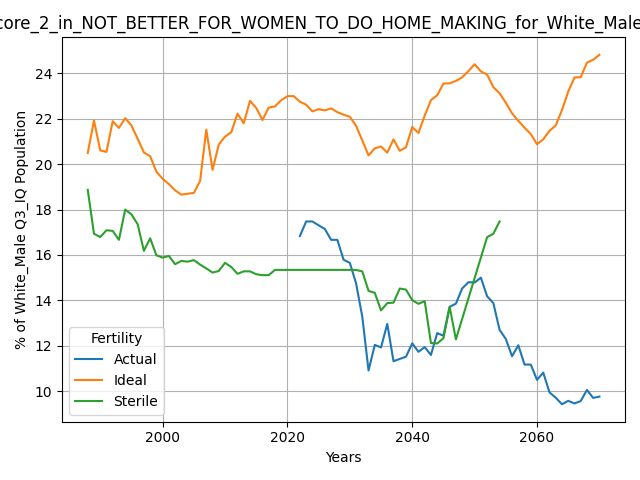 core_2_in_NOT_BETTER_FOR_WOMEN_TO_DO_HOME_MAKING_for_White_Male
% of White_Male Q3_IQ Population
24
22
20
18
16
14
12
10
Fertility
Actual
Ideal
Sterile
2000
2020
2040
2060
Years